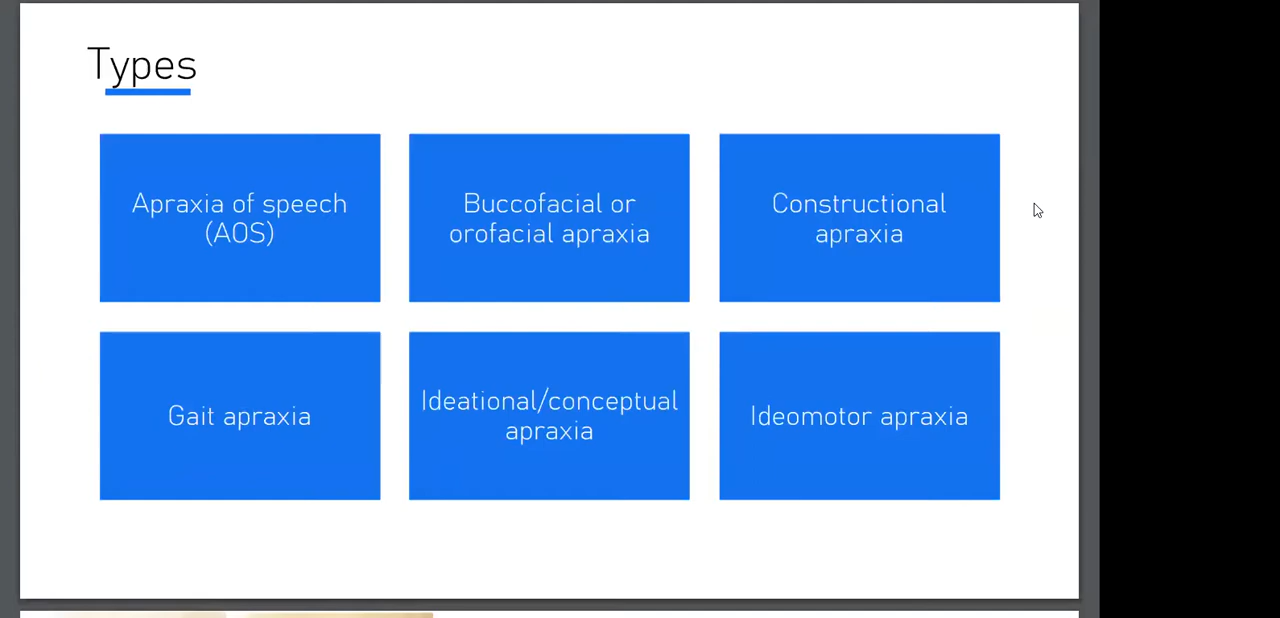 Types
Apraxia of speech
(AOS)
Buccofacial or
orofacial apraxia
Constructional
apraxia
Gait apraxia
Ideational/conceptual
apraxia
Ideomotor apraxia